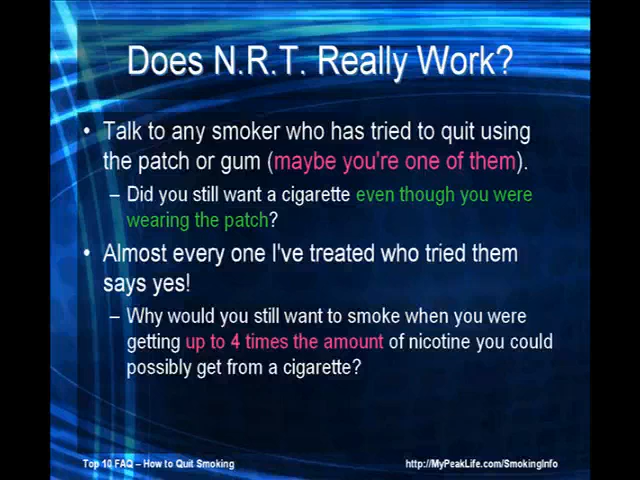 Does N.R.T. Really Work?
• Talk to any smoker who has tried to quit using
the patch or gum (maybe you're one of them).
– Did you still want a cigarette even though you were
wearing the patch?
• Almost every one I've treated who tried them
says yes!
– Why would you still want to smoke when you were
getting up to 4 times the amount of nicotine you could
possibly get from a cigarette?
Top 10 FAQ – How to Quit Smoking
http://MyPeakLife.com/SmokingInfo